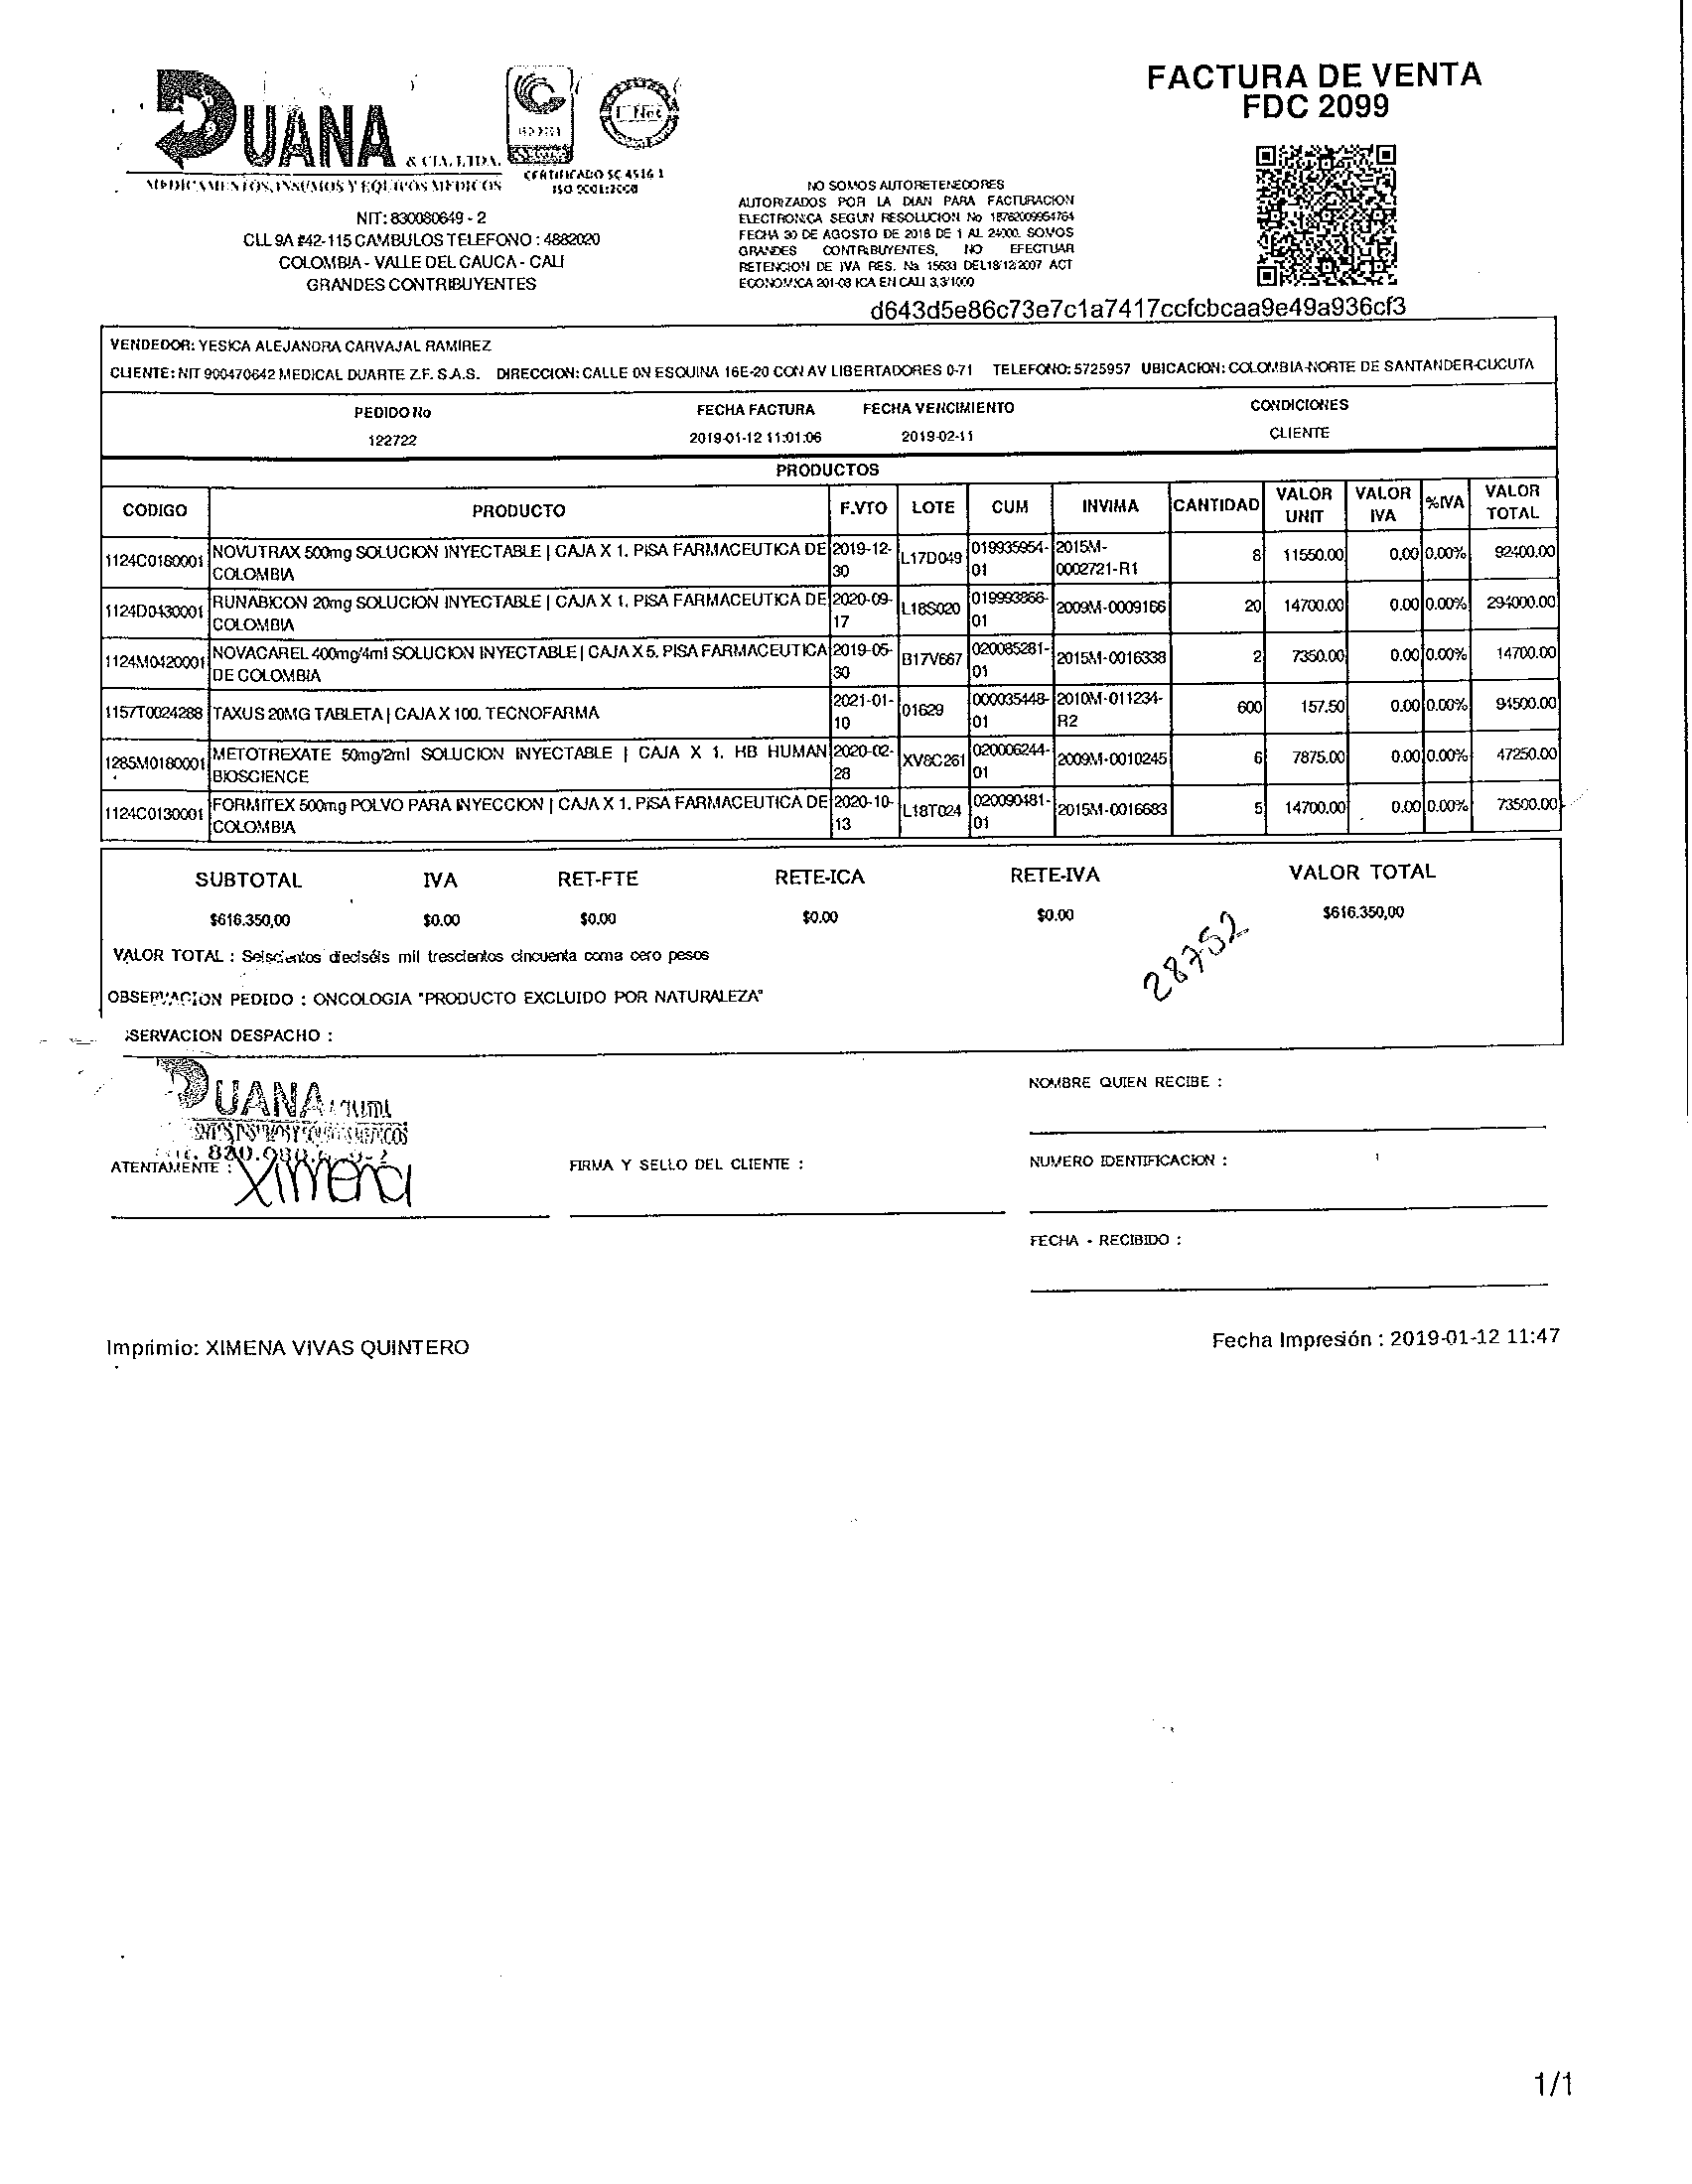 FACTURA DE VENTA
FDC 2099
DUANA & CIA. LTDA.
MEDICAMENTOS, INSUMOS Y EQUIPOS MEDICOS
CERTIFICADO SC 4516 1
ISO 9001:2008
NIT: 830080649 - 2
CLL 9A #42-115 CAMBULOS TELEFONO : 4882020
COLOMBIA - VALLE DEL CAUCA - CALI
GRANDES CONTRIBUYENTES
NO SOMOS AUTORETENEDORES
AUTORIZADOS POR LA DIAN PARA FACTURACION
ELECTRONICA SEGUN RESOLUCION No 18762009954764
FECHA 30 DE AGOSTO DE 2018 DE 1 AL 24000. SOMOS
GRANDES CONTRIBUYENTES, NO EFECTUAR
RETENCION DE IVA RES. No 15633 DEL18/12/2007 ACT
ECONOMICA 201-08 ICA EN CALI 3,3/1000
d643d5e86c73e7c1a7417ccfcbcaa9e49a936cf3
VENDEDOR: YESICA ALEJANDRA CARVAJAL RAMIREZ
CLIENTE: NIT 900470642 MEDICAL DUARTE Z.F. S.A.S. DIRECCION: CALLE 0N ESQUINA 16E-20 CON AV LIBERTADORES 0-71 TELEFONO: 5725957 UBICACION: COLOMBIA-NORTE DE SANTANDER-CUCUTA
PEDIDO No FECHA FACTURA FECHA VENCIMIENTO CONDICIONES
122722 2019-01-12 11:01:06 2019-02-11 CLIENTE
PRODUCTOS
CODIGO PRODUCTO F.VTO LOTE CUM INVIMA CANTIDAD VALOR UNIT VALOR IVA %IVA VALOR TOTAL
1124C0180001 NOVUTRAX 500mg SOLUCION INYECTABLE | CAJA X 1. PISA FARMACEUTICA DE COLOMBIA 2019-12-30 L17D049 019935954-01 2015M-0002721-R1 8 11550.00 0.00 0.00% 92400.00
1124D0430001 RUNABICON 20mg SOLUCION INYECTABLE | CAJA X 1. PISA FARMACEUTICA DE COLOMBIA 2020-09-17 L18S020 019993866-01 2009M-0009166 20 14700.00 0.00 0.00% 294000.00
1124M0420001 NOVACAREL 400mg/4ml SOLUCION INYECTABLE | CAJA X 5. PISA FARMACEUTICA DE COLOMBIA 2019-05-30 B17V667 020085281-01 2015M-0016338 2 7350.00 0.00 0.00% 14700.00
1157T0024288 TAXUS 20MG TABLETA | CAJA X 100. TECNOFARMA 2021-01-10 01629 000035448-01 2010M-011234-R2 600 157.50 0.00 0.00% 94500.00
1285M0180001 METOTREXATE 50mg/2ml SOLUCION INYECTABLE | CAJA X 1. HB HUMAN BIOSCIENCE 2020-02-28 XV8C261 020006244-01 2009M-0010245 6 7875.00 0.00 0.00% 47250.00
1124C0130001 FORMITEX 500mg POLVO PARA INYECCION | CAJA X 1. PISA FARMACEUTICA DE COLOMBIA 2020-10-13 L18T024 020090481-01 2015M-0016683 5 14700.00 0.00 0.00% 73500.00
SUBTOTAL IVA RET-FTE RETE-ICA RETE-IVA VALOR TOTAL
$616.350,00 $0.00 $0.00 $0.00 $0.00 $616.350,00
28752
VALOR TOTAL : Seiscientos dieciséis mil trescientos cincuenta coma cero pesos
OBSERVACION PEDIDO : ONCOLOGIA "PRODUCTO EXCLUIDO POR NATURALEZA"
SERVACION DESPACHO :
DUANA
NOMBRE QUIEN RECIBE :
ATENTAMENTE : Ximena
FIRMA Y SELLO DEL CLIENTE :
NUMERO IDENTIFICACION :
FECHA - RECIBIDO :
Imprimio: XIMENA VIVAS QUINTERO
Fecha Impresión : 2019-01-12 11:47
1/1